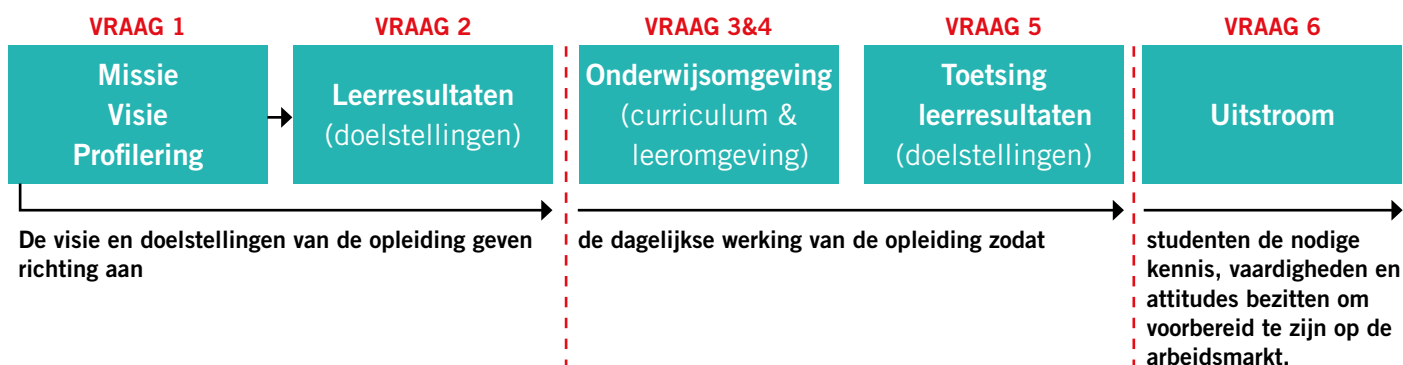 VRAAG 1
Missie
Visie
Profilering
VRAAG 2
Leerresultaten
(doelstellingen)
VRAAG 3&4
Onderwijsomgeving
(curriculum &
leeromgeving)
VRAAG 5
Toetsing
leerresultaten
(doelstellingen)
VRAAG 6
Uitstroom
De visie en doelstellingen van de opleiding geven
richting aan
de dagelijkse werking van de opleiding zodat
studenten de nodige
kennis, vaardigheden en
attitudes bezitten om
voorbereid te zijn op de
arbeidsmarkt.